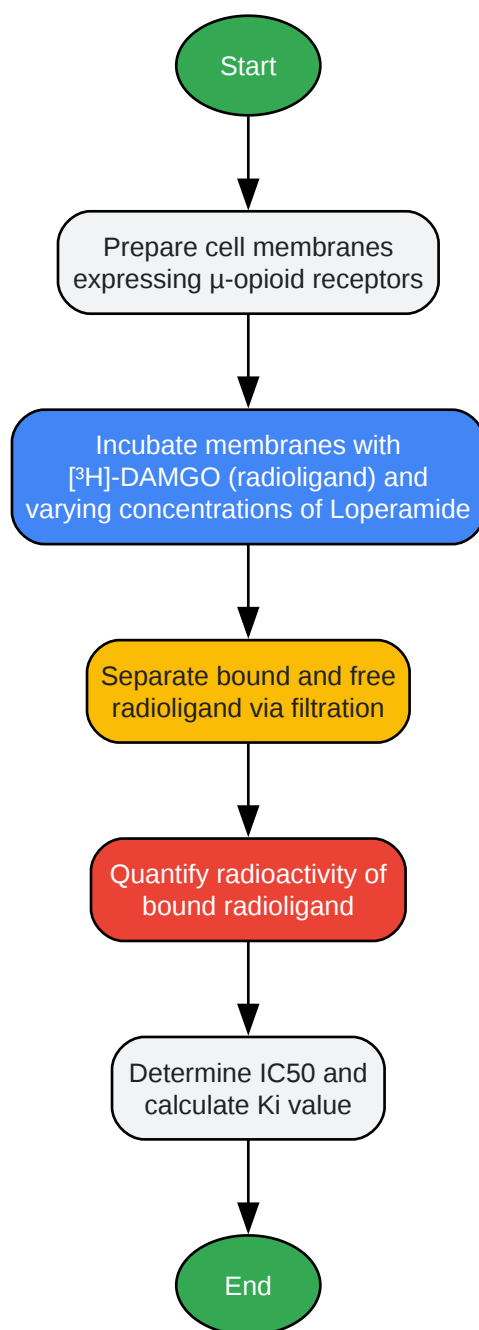 Start
Prepare cell membranes
expressing µ-opioid receptors
Incubate membranes with
[³H]-DAMGO (radioligand) and
varying concentrations of Loperamide
Separate bound and free
radioligand via filtration
Quantify radioactivity of
bound radioligand
Determine IC50 and
calculate Ki value
End